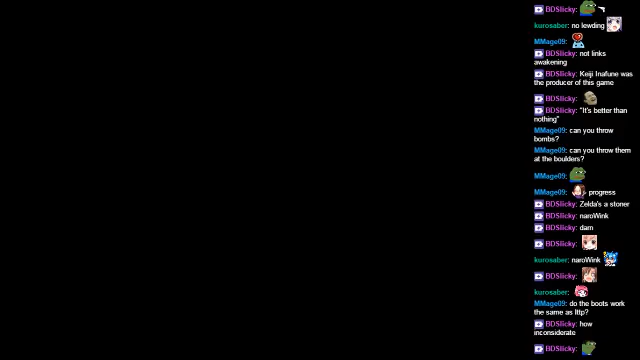 BDSlicky:
kurosaber: no lewding
MMage09:
BDSlicky: not links
awakening
BDSlicky: Keiji Inafune was
the producer of this game
BDSlicky:
BDSlicky: "It's better than
nothing"
MMage09: can you throw
bombs?
MMage09: can you throw them
at the boulders?
MMage09:
MMage09: progress
BDSlicky: Zelda's a stoner
BDSlicky: naroWink
BDSlicky: dam
BDSlicky:
kurosaber: naroWink
BDSlicky:
kurosaber:
MMage09: do the boots work
the same as lttp?
BDSlicky: how
inconsiderate
BDSlicky: